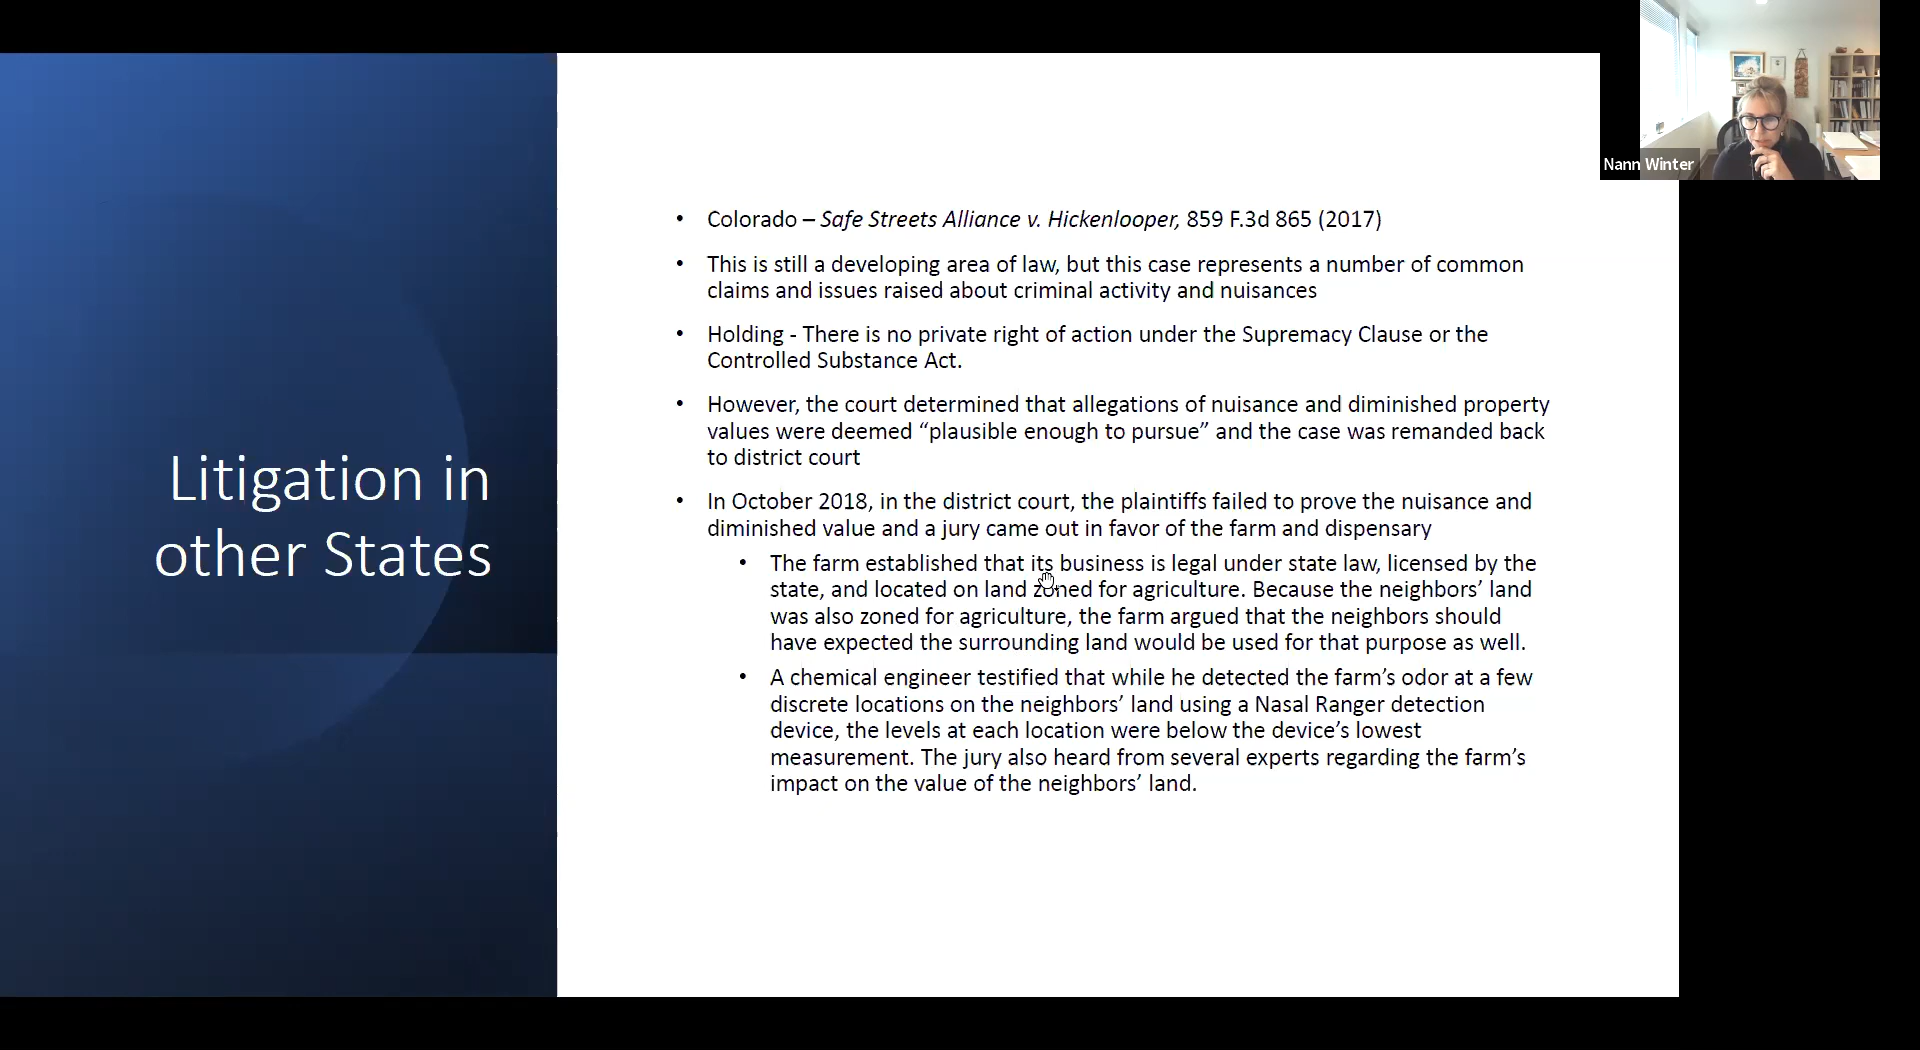 Nann Winter
Litigation in
other States
• Colorado – Safe Streets Alliance v. Hickenlooper, 859 F.3d 865 (2017)
• This is still a developing area of law, but this case represents a number of common
claims and issues raised about criminal activity and nuisances
• Holding - There is no private right of action under the Supremacy Clause or the
Controlled Substance Act.
• However, the court determined that allegations of nuisance and diminished property
values were deemed “plausible enough to pursue” and the case was remanded back
to district court
• In October 2018, in the district court, the plaintiffs failed to prove the nuisance and
diminished value and a jury came out in favor of the farm and dispensary
• The farm established that its business is legal under state law, licensed by the
state, and located on land zoned for agriculture. Because the neighbors’ land
was also zoned for agriculture, the farm argued that the neighbors should
have expected the surrounding land would be used for that purpose as well.
• A chemical engineer testified that while he detected the farm’s odor at a few
discrete locations on the neighbors’ land using a Nasal Ranger detection
device, the levels at each location were below the device’s lowest
measurement. The jury also heard from several experts regarding the farm’s
impact on the value of the neighbors’ land.